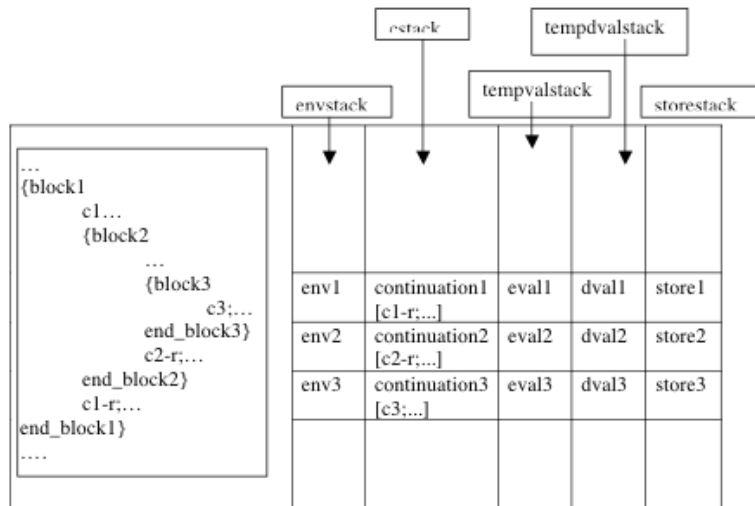 cstack
tempdvalstack
envstack
tempvalstack
storestack
…
{block1
c1…
{block2
…
{block3
c3;…
end_block3}
c2-r;…
end_block2}
c1-r;…
end_block1}
….
env1 continuation1 eval1 dval1 store1
[c1-r;...]
env2 continuation2 eval2 dval2 store2
[c2-r;...]
env3 continuation3 eval3 dval3 store3
[c3;...]